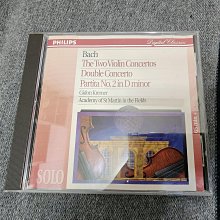 PHILIPS
Digital Classics
Bach
The Two Violin Concertos
Double Concerto
Partita No. 2 in D minor
Gidon Kremer
Academy of St Martin in the Fields
SOLO